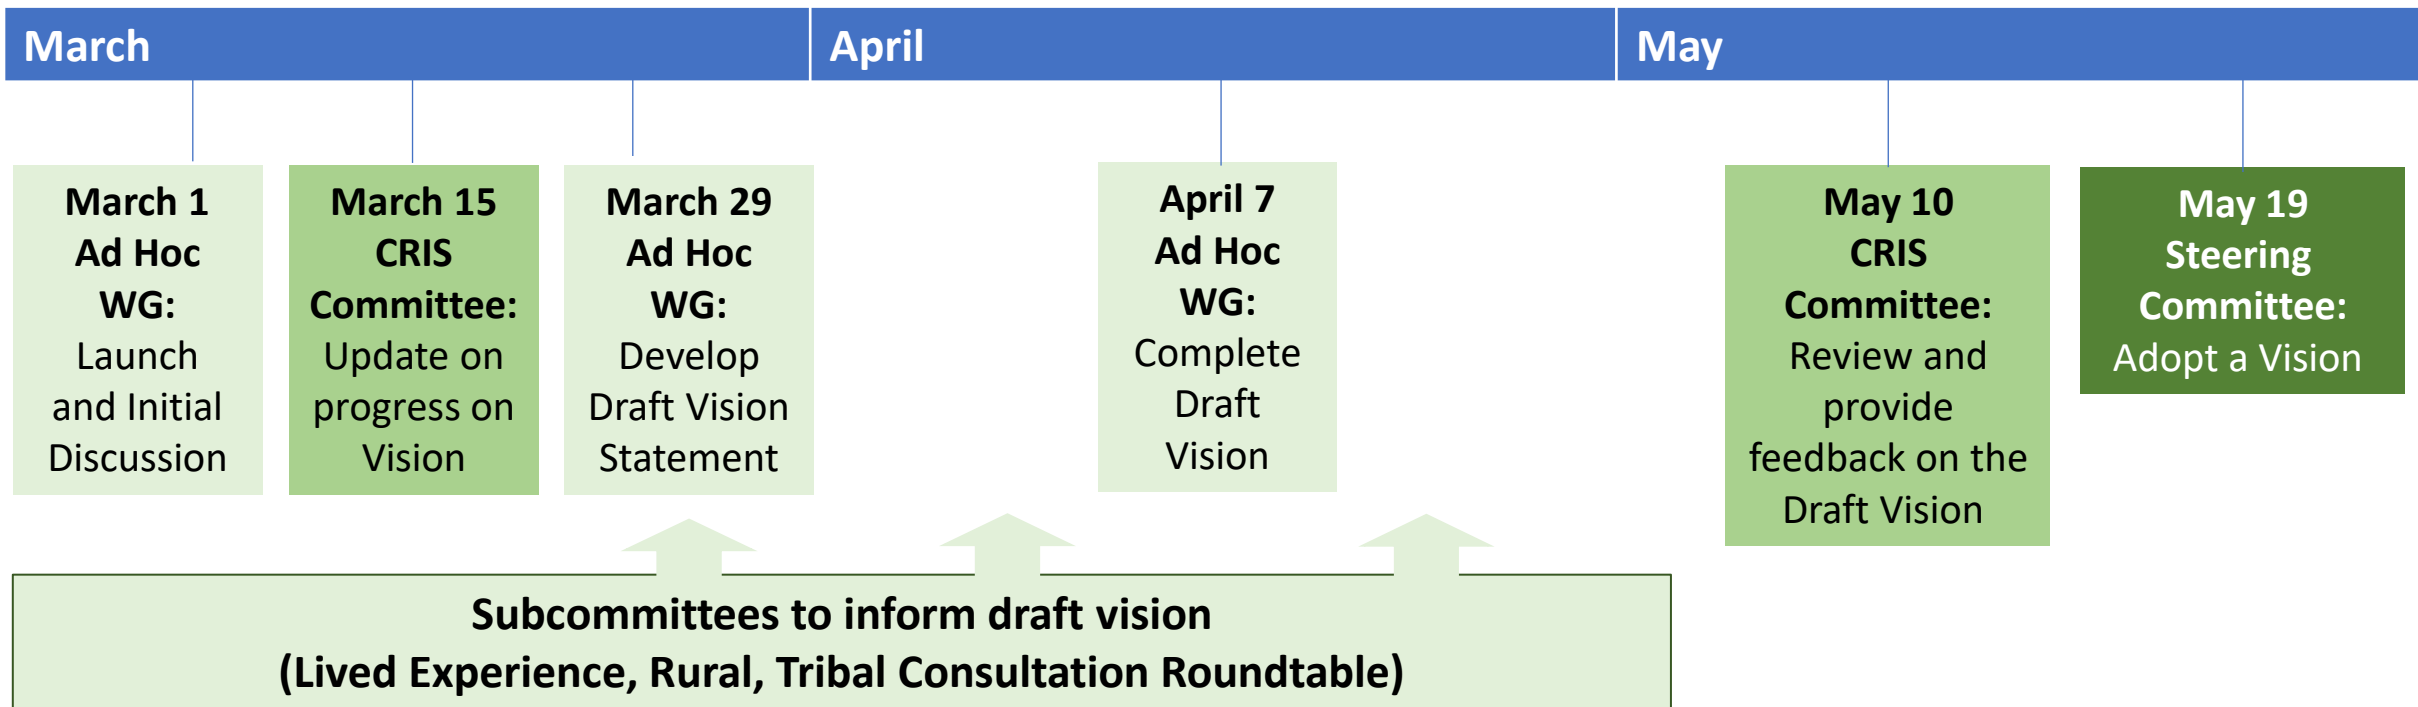 March
April
May
March 1
Ad Hoc
WG:
Launch
and Initial
Discussion
March 15
CRIS
Committee:
Update on
progress on
Vision
March 29
Ad Hoc
WG:
Develop
Draft Vision
Statement
April 7
Ad Hoc
WG:
Complete
Draft
Vision
May 10
CRIS
Committee:
Review and
provide
feedback on the
Draft Vision
May 19
Steering
Committee:
Adopt a Vision
Subcommittees to inform draft vision
(Lived Experience, Rural, Tribal Consultation Roundtable)